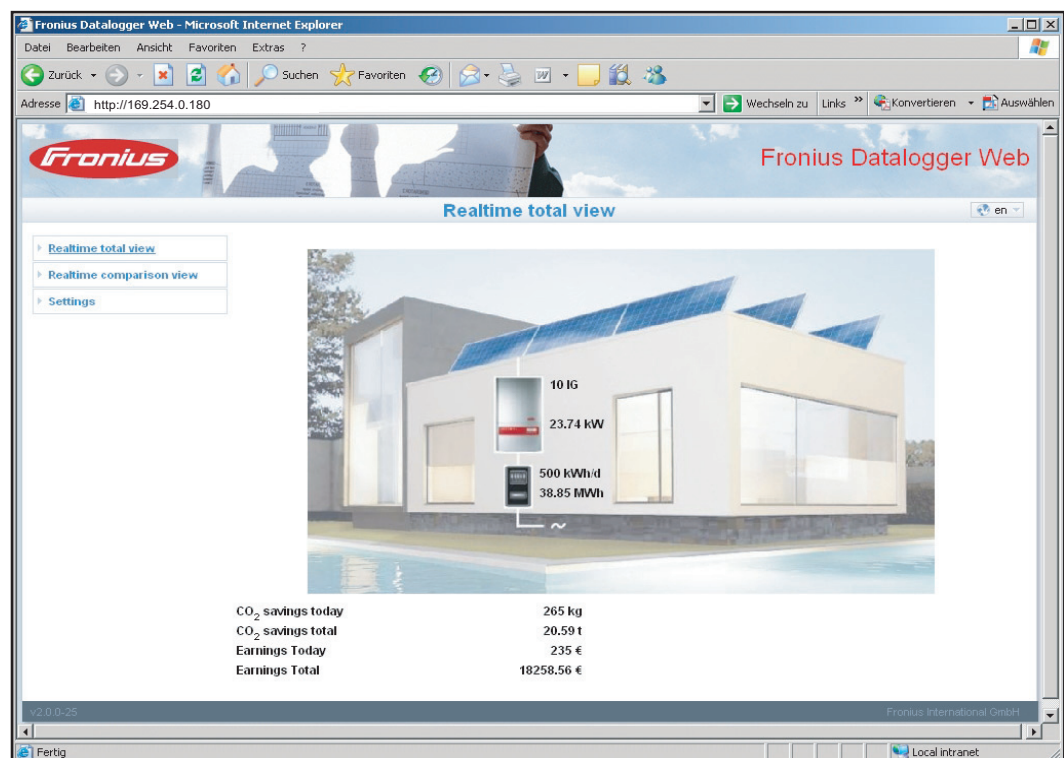 Fronius Datalogger Web - Microsoft Internet Explorer
Datei Bearbeiten Ansicht Favoriten Extras ?
Zurück Suchen Favoriten
Adresse http://169.254.0.180 Wechseln zu Links » Konvertieren Auswählen
Fronius
Fronius Datalogger Web
Realtime total view
en
Realtime total view
Realtime comparison view
Settings
10 IG
23.74 kW
500 kWh/d
38.85 MWh
~
CO2 savings today 265 kg
CO2 savings total 20.59 t
Earnings Today 235 €
Earnings Total 18258.56 €
v2.0.0-25 Fronius International GmbH
Fertig Local intranet